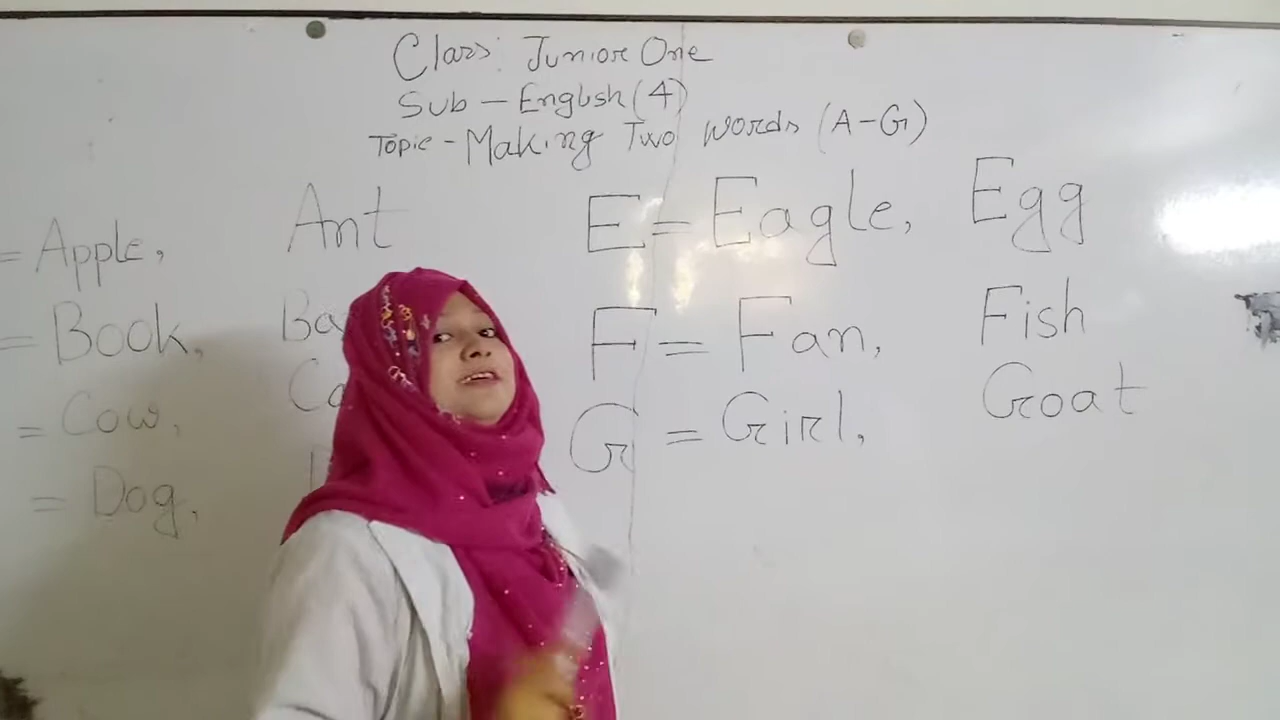 Class: Junior One
Sub - English (4)
Topic - Making Two words (A-G)
= Apple, Ant
= Book,
= Cow,
= Dog,
E = Eagle, Egg
F = Fan, Fish
G = Girl, Goat